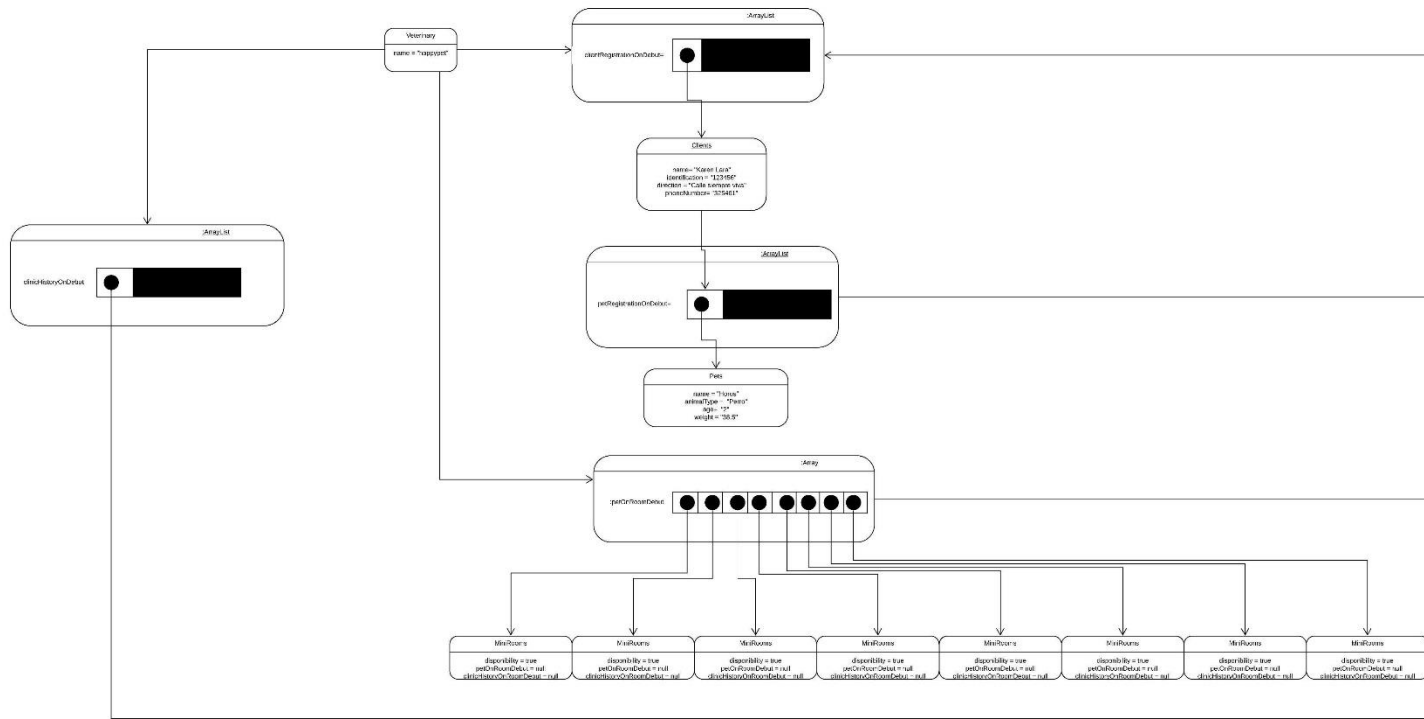 :ArrayList
Veterinary
name = "happypet"
clientRegistrationOnDebut=
Clients
name= "Karen Lara"
identification = "123456"
direction = "Calle siempre viva"
phoneNumber= "325461"
:ArrayList
clinicHistoryOnDebut
:ArrayList
petRegistrationOnDebut=
Pets
name = "Horus"
animalType = "Perro"
age= "2"
weight = "38.5"
:Array
:petOnRoomDebut
MiniRooms
disponibility = true
petOnRoomDebut = null
clinicHistoryOnRoomDebut = null
MiniRooms
disponibility = true
petOnRoomDebut = null
clinicHistoryOnRoomDebut = null
MiniRooms
disponibility = true
petOnRoomDebut = null
clinicHistoryOnRoomDebut = null
MiniRooms
disponibility = true
petOnRoomDebut = null
clinicHistoryOnRoomDebut = null
MiniRooms
disponibility = true
petOnRoomDebut = null
clinicHistoryOnRoomDebut = null
MiniRooms
disponibility = true
petOnRoomDebut = null
clinicHistoryOnRoomDebut = null
MiniRooms
disponibility = true
petOnRoomDebut = null
clinicHistoryOnRoomDebut = null
MiniRooms
disponibility = true
petOnRoomDebut = null
clinicHistoryOnRoomDebut = null